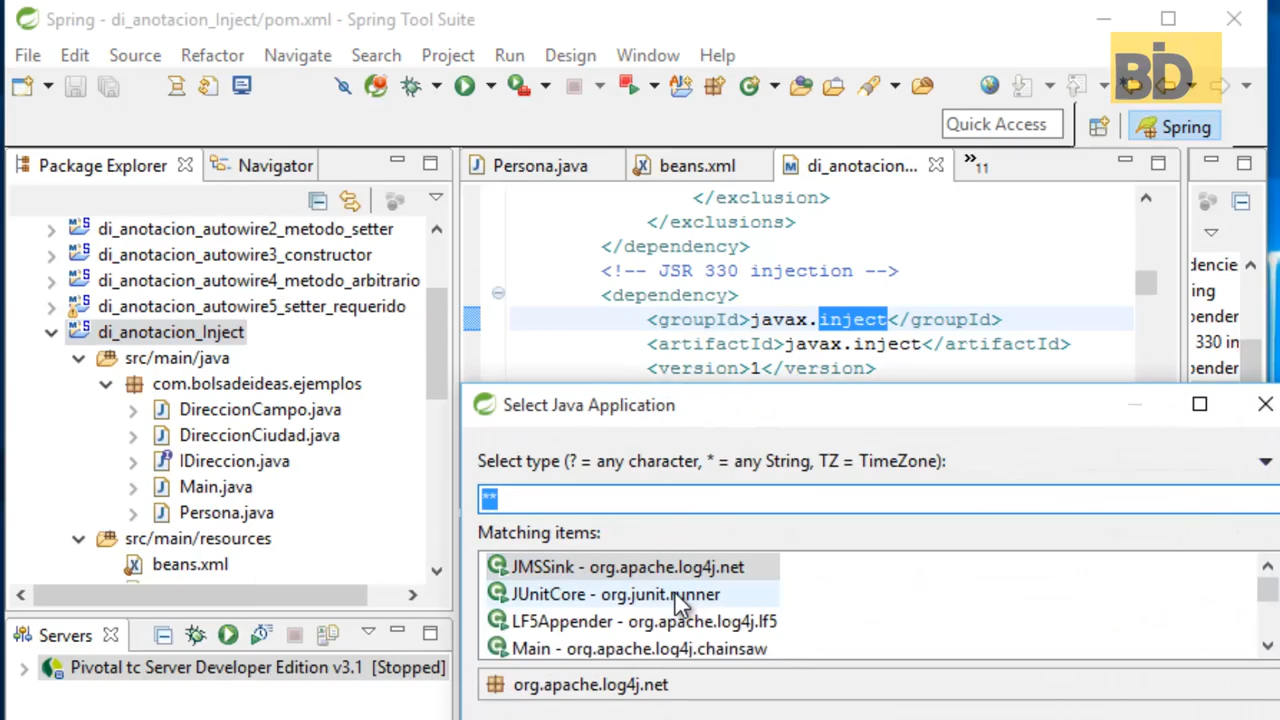 Spring - di_anotacion_Inject/pom.xml - Spring Tool Suite
File Edit Source Refactor Navigate Search Project Run Design Window Help
BD
Quick Access
Spring
Package Explorer
Navigator
di_anotacion_autowire2_metodo_setter
di_anotacion_autowire3_constructor
di_anotacion_autowire4_metodo_arbitrario
di_anotacion_autowire5_setter_requerido
di_anotacion_Inject
src/main/java
com.bolsadeideas.ejemplos
DireccionCampo.java
DireccionCiudad.java
IDireccion.java
Main.java
Persona.java
src/main/resources
beans.xml
Servers
Pivotal tc Server Developer Edition v3.1 [Stopped]
Persona.java
beans.xml
di_anotacion...
»11
</exclusion>
</exclusions>
</dependency>
<!-- JSR 330 injection -->
<dependency>
<groupId>javax.inject</groupId>
<artifactId>javax.inject</artifactId>
<version>1</version>
Select Java Application
Select type (? = any character, * = any String, TZ = TimeZone):
**
Matching items:
JMSSink - org.apache.log4j.net
JUnitCore - org.junit.runner
LF5Appender - org.apache.log4j.lf5
Main - org.apache.log4j.chainsaw
org.apache.log4j.net